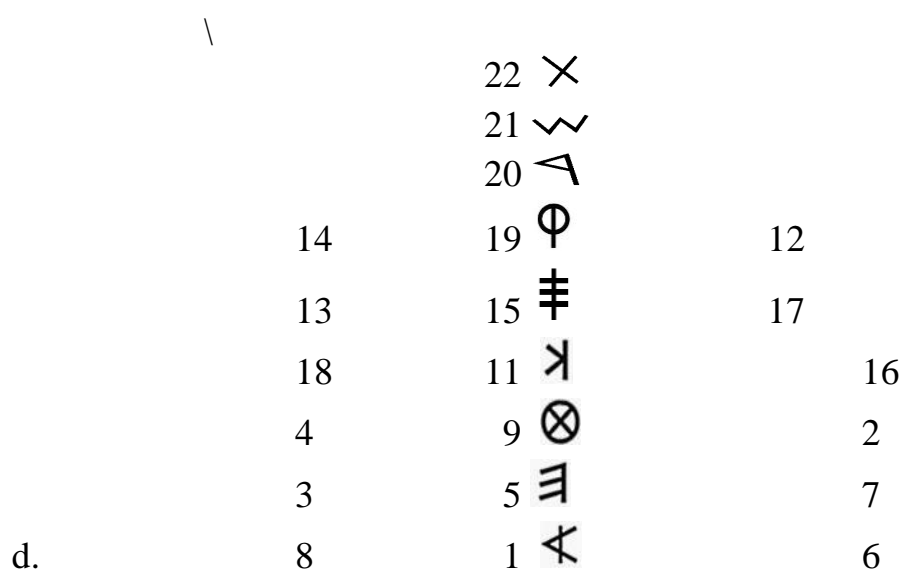 \
22 𐤕
21 𐤔
20 𐤓
14 19 𐤒 12
13 15 𐤎 17
18 11 𐤊 16
4 9 𐤈 2
3 5 𐤄 7
d. 8 1 𐤀 6